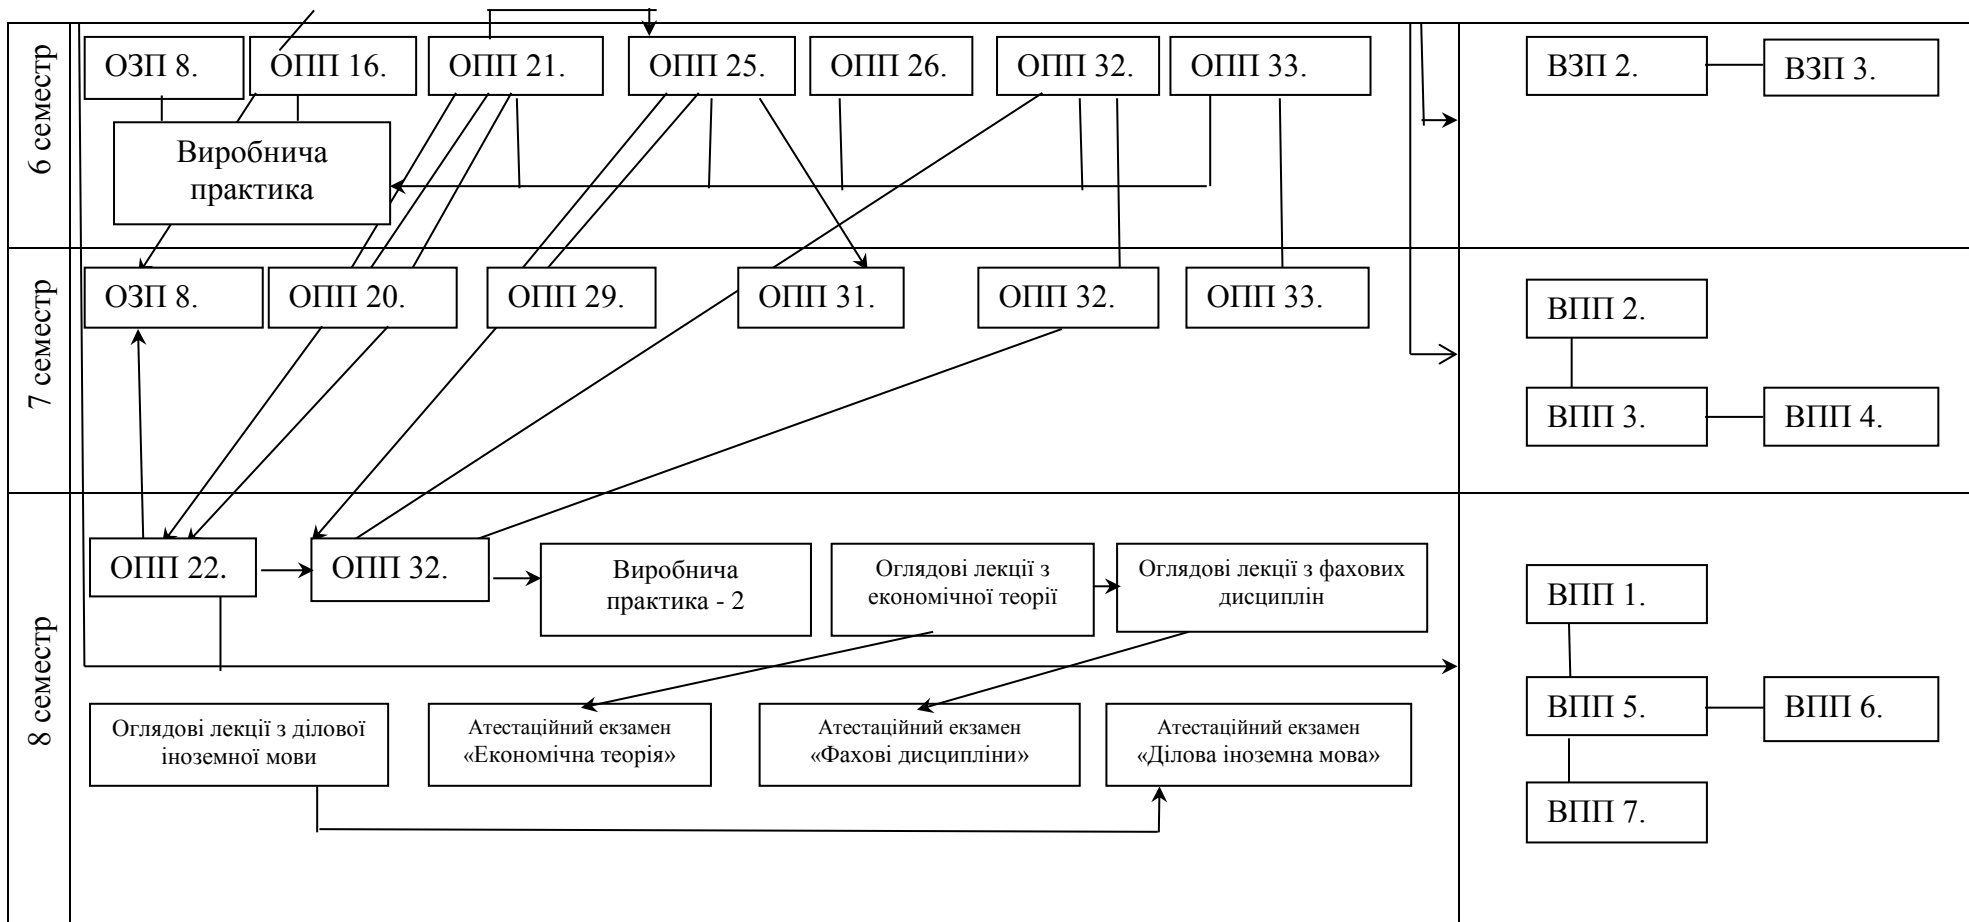 6 семестр
ОЗП 8.
ОПП 16.
ОПП 21.
ОПП 25.
ОПП 26.
ОПП 32.
ОПП 33.
ВЗП 2.
ВЗП 3.
Виробнича
практика
7 семестр
ОЗП 8.
ОПП 20.
ОПП 29.
ОПП 31.
ОПП 32.
ОПП 33.
ВПП 2.
ВПП 3.
ВПП 4.
8 семестр
ОПП 22.
ОПП 32.
Виробнича
практика - 2
Оглядові лекції з
економічної теорії
Оглядові лекції з фахових
дисциплін
ВПП 1.
Оглядові лекції з ділової
іноземної мови
Атестаційний екзамен
«Економічна теорія»
Атестаційний екзамен
«Фахові дисципліни»
Атестаційний екзамен
«Ділова іноземна мова»
ВПП 5.
ВПП 6.
ВПП 7.